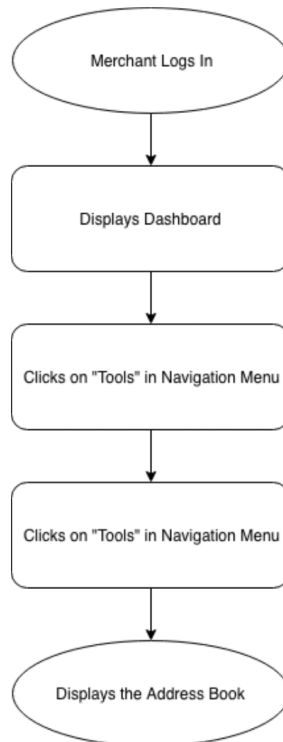 Merchant Logs In
Displays Dashboard
Clicks on "Tools" in Navigation Menu
Clicks on "Tools" in Navigation Menu
Displays the Address Book